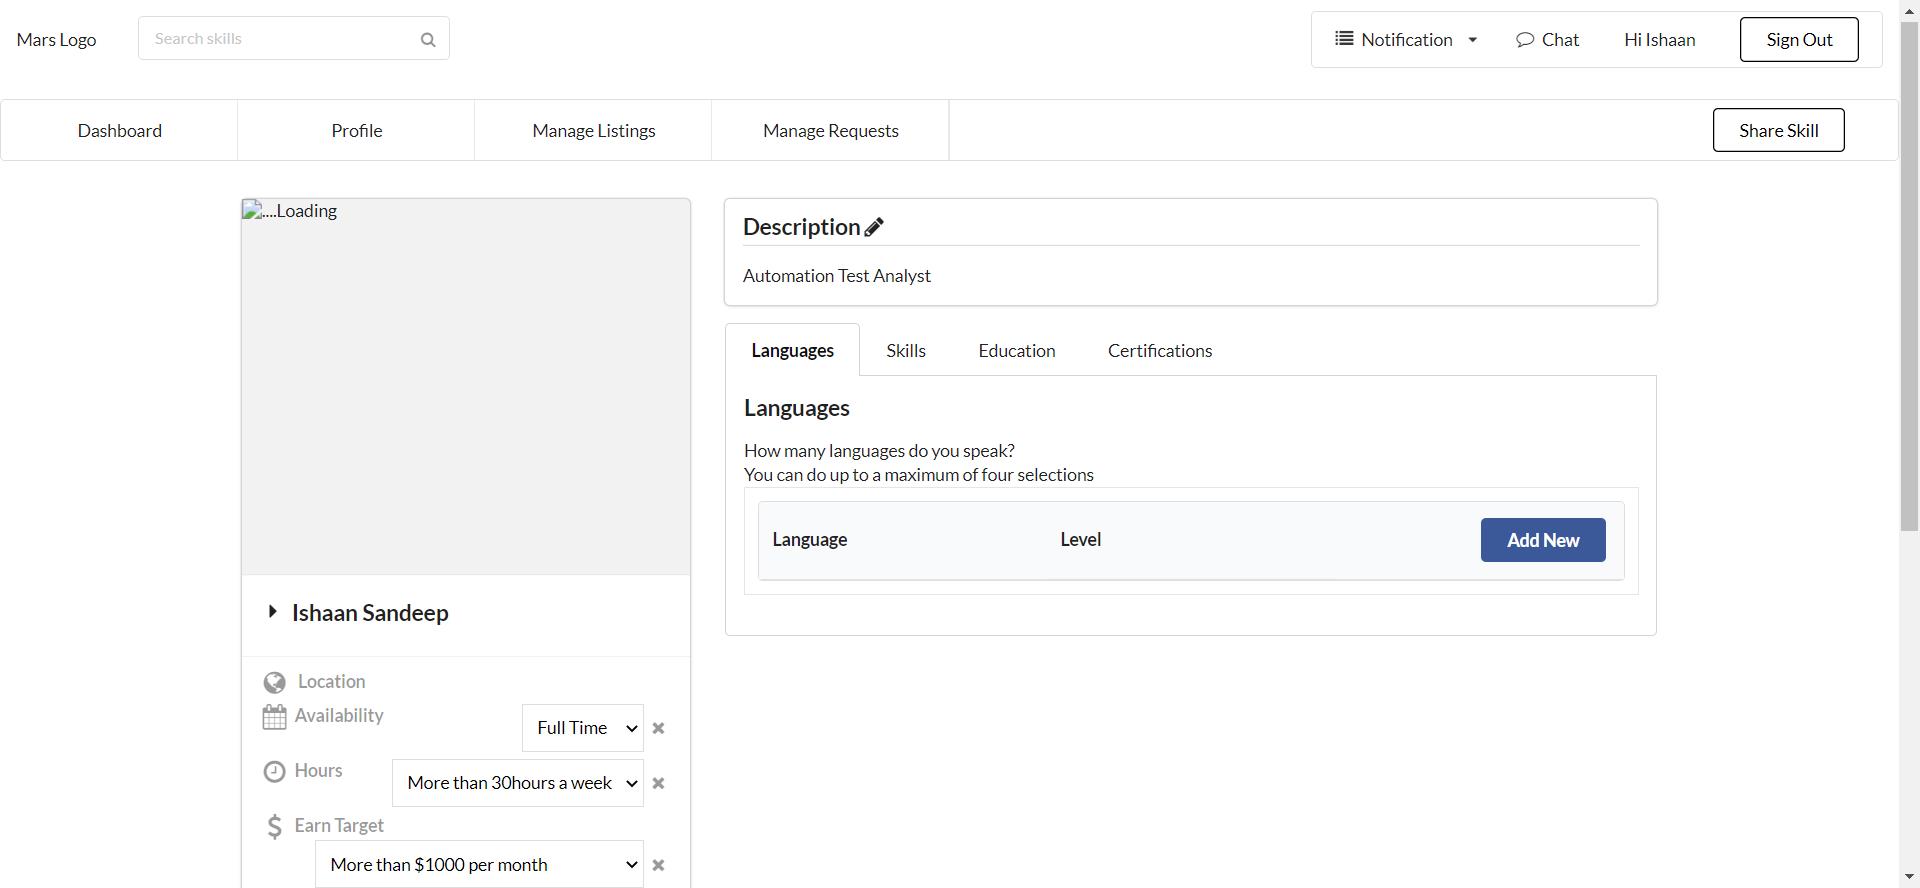 Mars Logo
Search skills
Notification
Chat
Hi Ishaan
Sign Out
Dashboard
Profile
Manage Listings
Manage Requests
Share Skill
....Loading
Ishaan Sandeep
Location
Availability
Full Time
Hours
More than 30hours a week
Earn Target
More than $1000 per month
Description
Automation Test Analyst
Languages
Skills
Education
Certifications
Languages
How many languages do you speak?
You can do up to a maximum of four selections
Language
Level
Add New